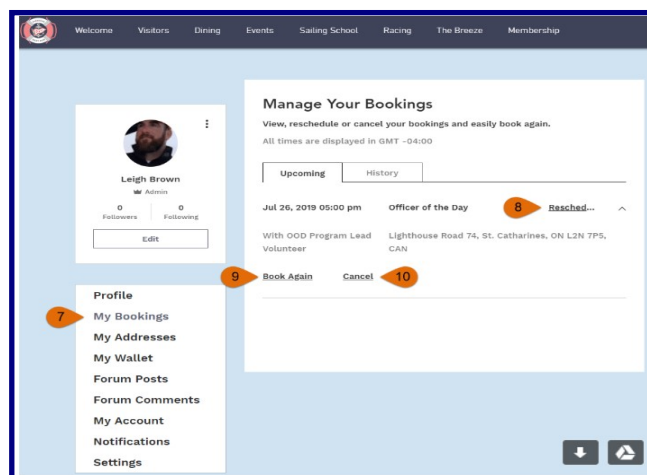 Welcome Visitors Dining Events Sailing School Racing The Breeze Membership
Leigh Brown
Admin
0 0
Followers Following
Edit
7
Profile
My Bookings
My Addresses
My Wallet
Forum Posts
Forum Comments
My Account
Notifications
Settings
Manage Your Bookings
View, reschedule or cancel your bookings and easily book again.
All times are displayed in GMT -04:00
Upcoming History
Jul 26, 2019 05:00 pm Officer of the Day 8 Resched...
With OOD Program Lead Lighthouse Road 74, St. Catharines, ON L2N 7P5,
Volunteer CAN
9 Book Again Cancel 10